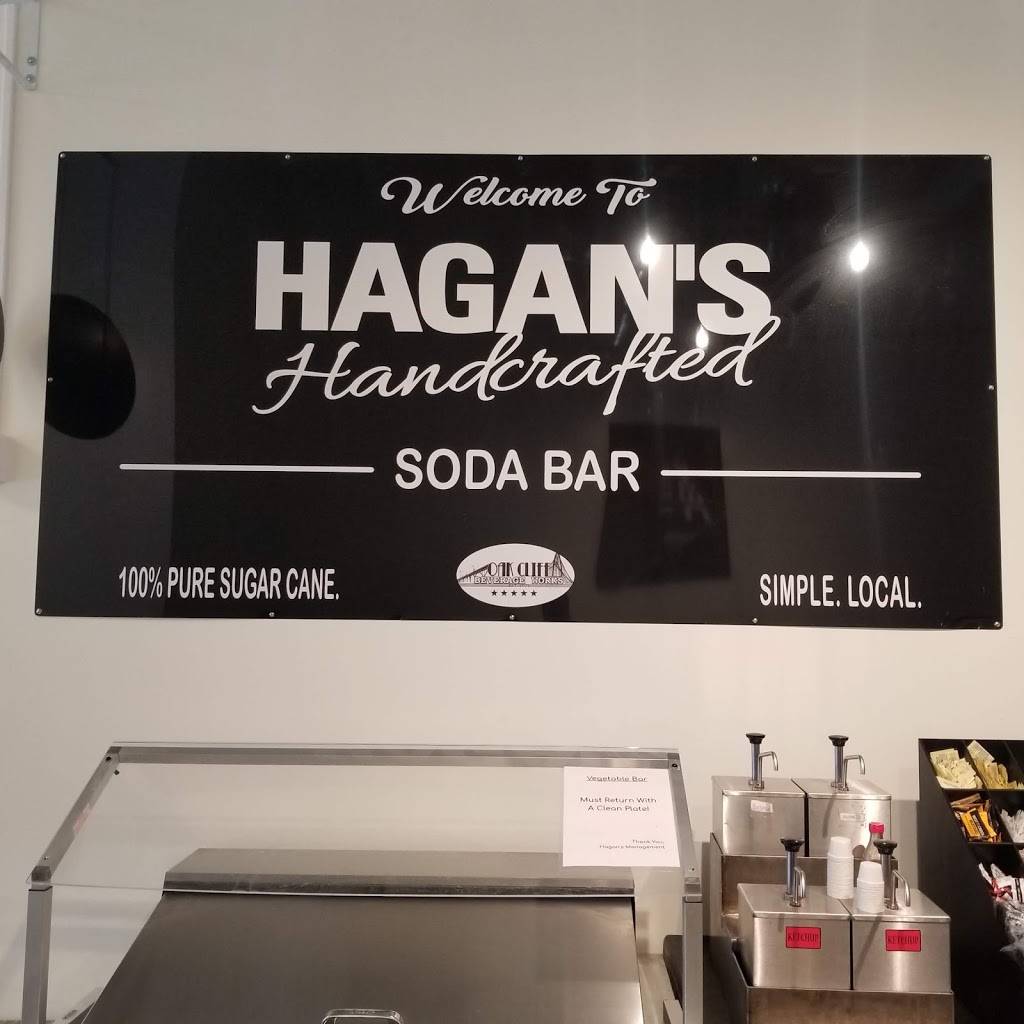 Welcome To
HAGAN'S
Handcrafted
SODA BAR
100% PURE SUGAR CANE.
OAK CLIFF
BEVERAGE WORKS
SIMPLE. LOCAL.
Vegetable Bar
Must Return With
A Clean Plate!
Thank You,
Hagan's Management
KETCHUP
KETCHUP